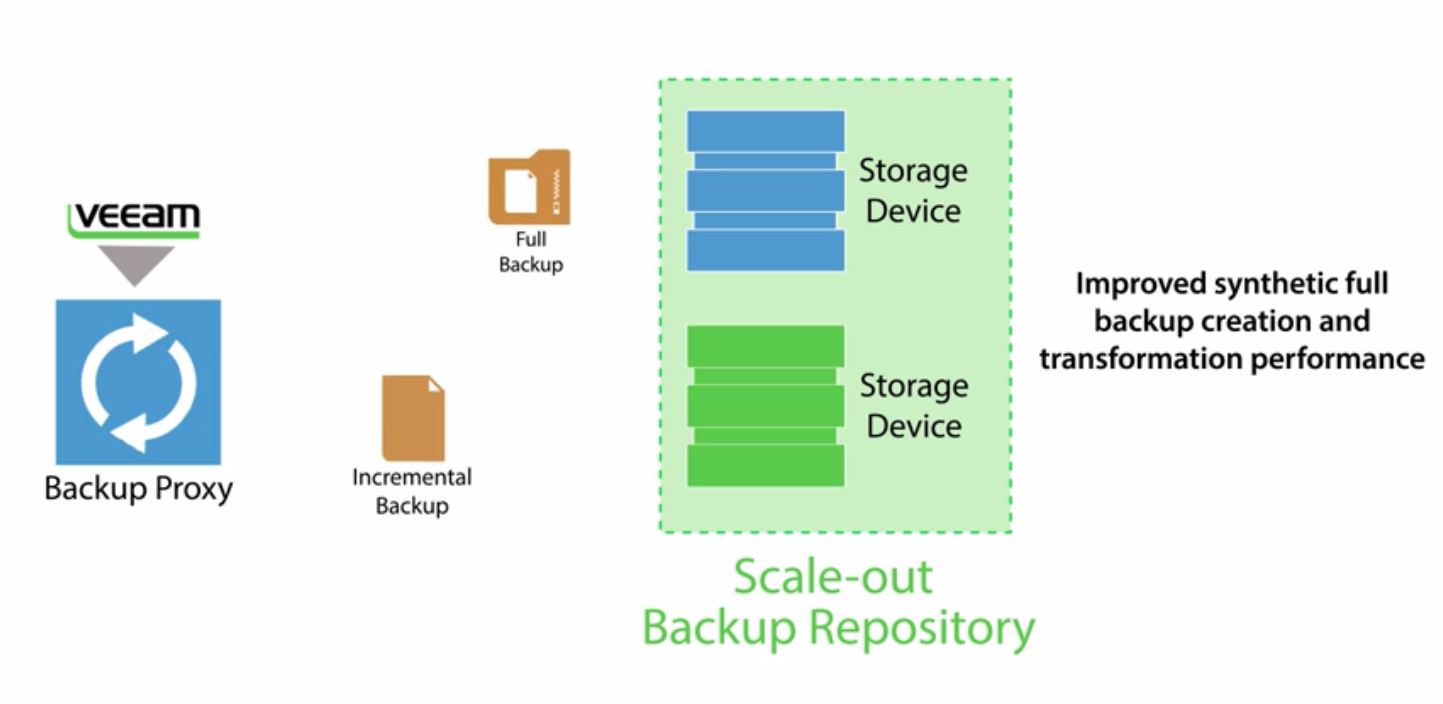 veeam
Backup Proxy
Full
Backup
Incremental
Backup
Storage
Device
Storage
Device
Scale-out
Backup Repository
Improved synthetic full
backup creation and
transformation performance